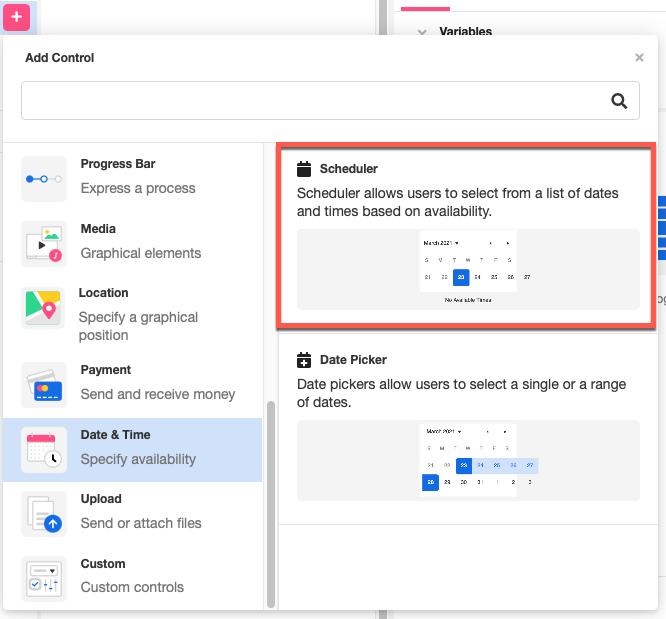 +
Variables
Add Control
×
Progress Bar
Express a process
Media
Graphical elements
Location
Specify a graphical
position
Payment
Send and receive money
Date & Time
Specify availability
Upload
Send or attach files
Custom
Custom controls
Scheduler
Scheduler allows users to select from a list of dates
and times based on availability.
March 2021
S M T W T F S
21 22 23 24 25 26 27
No Available Times
Date Picker
Date pickers allow users to select a single or a range
of dates.
March 2021
S M T W T F S
21 22 23 24 25 26 27
28 29 30 31 1 2 3